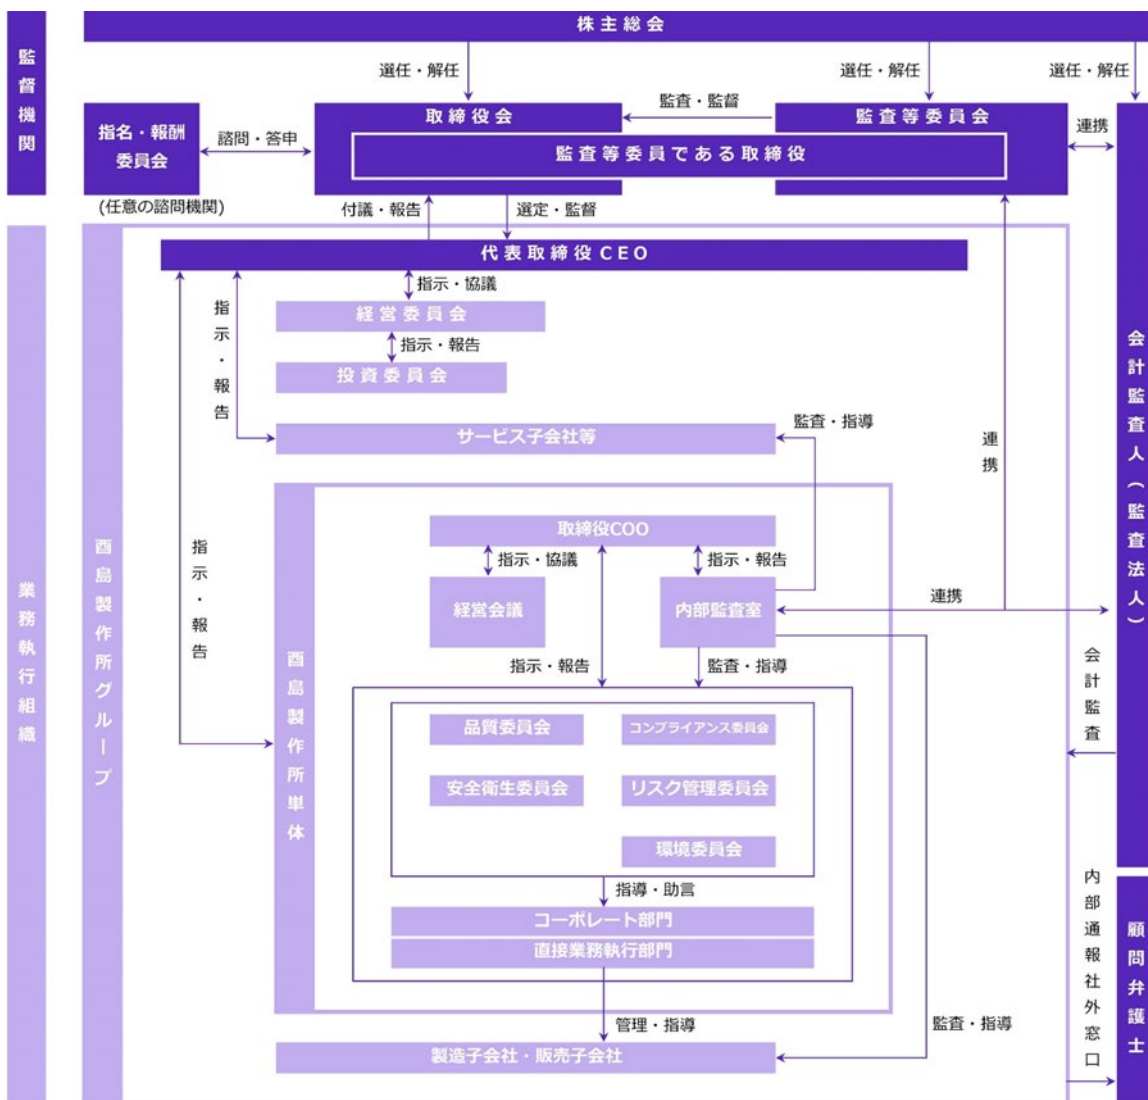 株主総会
監督機関
選任・解任
選任・解任
選任・解任
指名・報酬
委員会
諮問・答申
取締役会
監査・監督
監査等委員会
連携
監査等委員である取締役
(任意の諮問機関)
付議・報告
選定・監督
代表取締役CEO
指示・協議
経営委員会
指示・報告
投資委員会
指示・報告
サービス子会社等
監査・指導
連携
会計監査人(監査法人)
業務執行組織
酉島製作所グループ
指示・報告
酉島製作所単体
取締役COO
指示・協議
指示・報告
経営会議
内部監査室
連携
指示・報告
監査・指導
会計監査
品質委員会
コンプライアンス委員会
安全衛生委員会
リスク管理委員会
環境委員会
指導・助言
コーポレート部門
直接業務執行部門
管理・指導
監査・指導
製造子会社・販売子会社
内部通報社外窓口
顧問弁護士